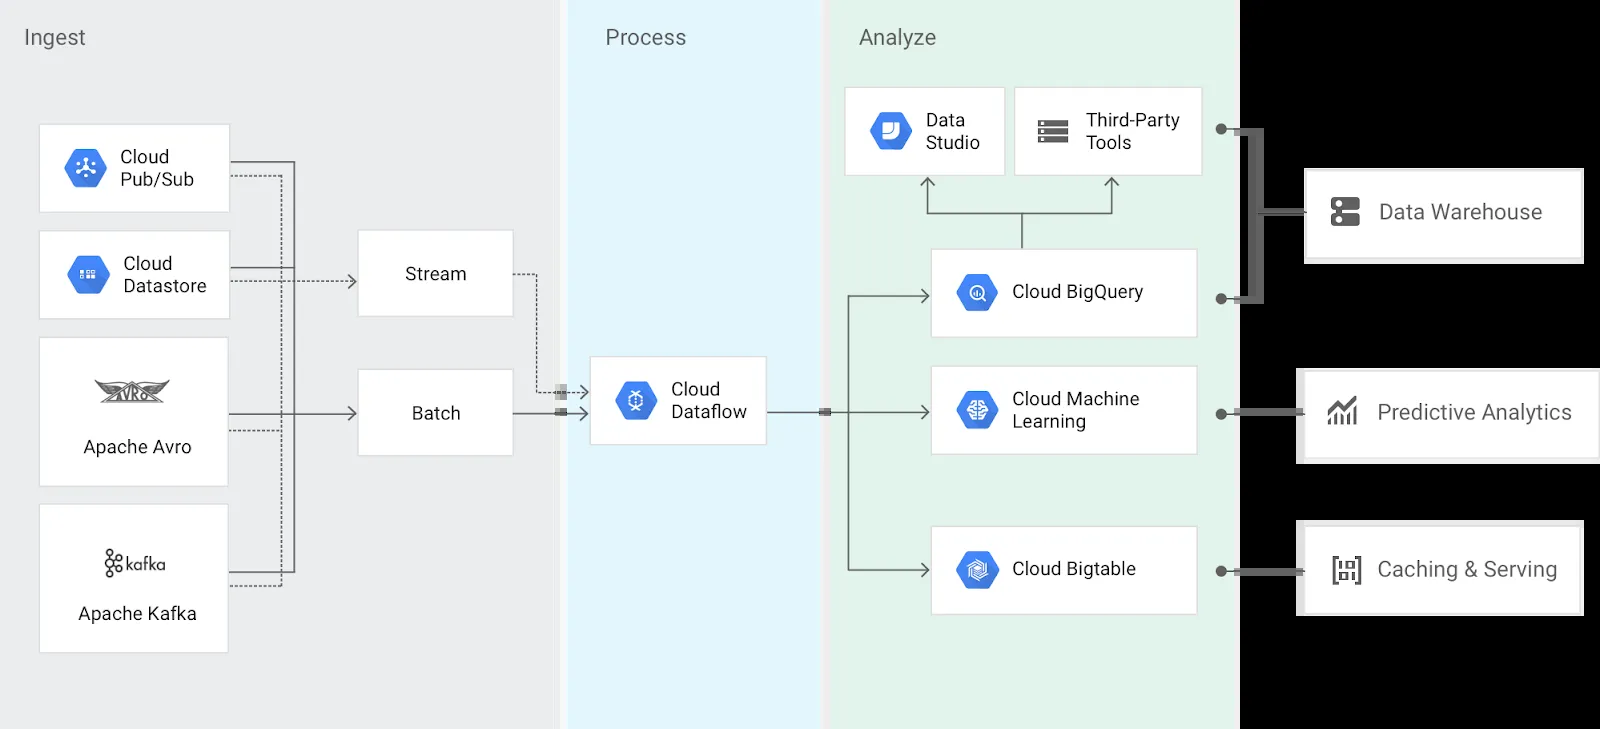 Ingest
Process
Analyze
Cloud
Pub/Sub
Cloud
Datastore
AVRO
Apache Avro
kafka
Apache Kafka
Stream
Batch
Cloud
Dataflow
Data
Studio
Third-Party
Tools
Cloud BigQuery
Cloud Machine
Learning
Cloud Bigtable
Data Warehouse
Predictive Analytics
Caching & Serving